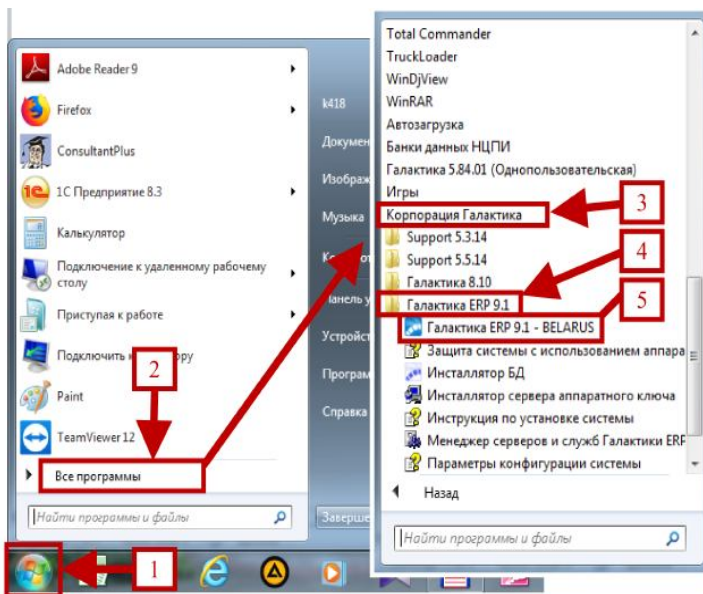 Adobe Reader 9
Firefox
ConsultantPlus
1С Предприятие 8.3
Калькулятор
Подключение к удаленному рабочему
столу
Приступая к работе
Подключить к
Paint
TeamViewer 12
Все программы
Найти программы и файлы
k418
Докумен
Изображ
Музыка
Панель у
Устройст
Програм
Справка
Заверше
Total Commander
TruckLoader
WinDjView
WinRAR
Автозагрузка
Банки данных НЦПИ
Галактика 5.84.01 (Однопользовательская)
Игры
Корпорация Галактика
Support 5.3.14
Support 5.5.14
Галактика 8.10
Галактика ERP 9.1
Галактика ERP 9.1 - BELARUS
Защита системы с использованием аппара
Инсталлятор БД
Инсталлятор сервера аппаратного ключа
Инструкция по установке системы
Менеджер серверов и служб Галактики ERP
Параметры конфигурации системы
Назад
Найти программы и файлы
1
2
3
4
5